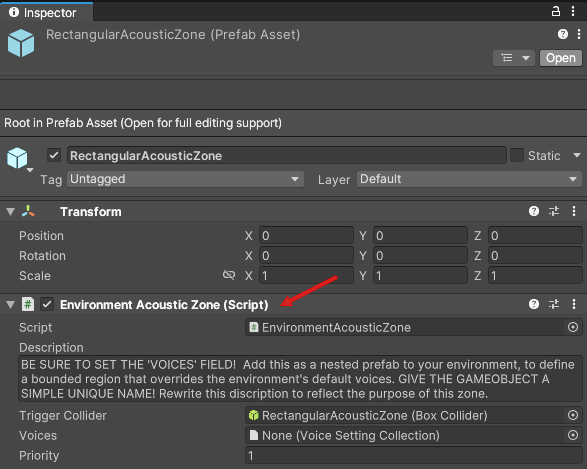 Inspector
RectangularAcousticZone (Prefab Asset)
Open
Root in Prefab Asset (Open for full editing support)
RectangularAcousticZone Static
Tag Untagged Layer Default
Transform
Position X 0 Y 0 Z 0
Rotation X 0 Y 0 Z 0
Scale X 1 Y 1 Z 1
# Environment Acoustic Zone (Script)
Script # EnvironmentAcousticZone
Description
BE SURE TO SET THE 'VOICES' FIELD!  Add this as a nested prefab to your environment, to define
a bounded region that overrides the environment's default voices. GIVE THE GAMEOBJECT A
SIMPLE UNIQUE NAME! Rewrite this discription to reflect the purpose of this zone.
Trigger Collider RectangularAcousticZone (Box Collider)
Voices None (Voice Setting Collection)
Priority 1